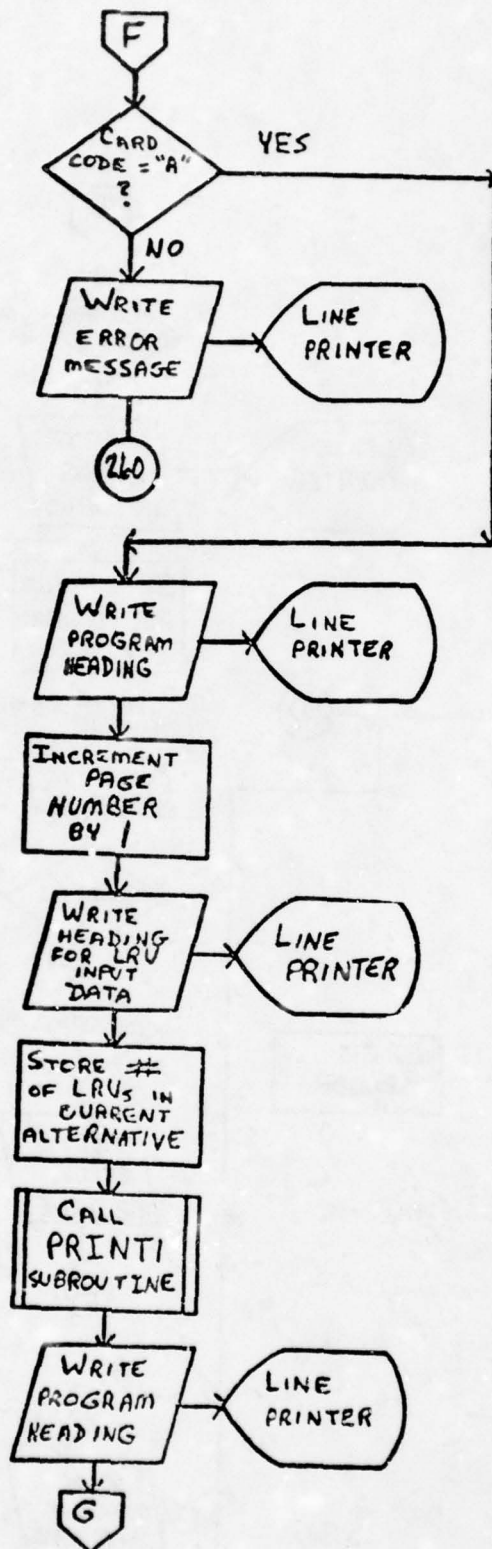 F
CARD
CODE = "A"
?
YES
NO
WRITE
ERROR
MESSAGE
LINE
PRINTER
260
WRITE
PROGRAM
HEADING
LINE
PRINTER
INCREMENT
PAGE
NUMBER
BY 1
WRITE
HEADING
FOR LRU
INPUT
DATA
LINE
PRINTER
STORE #
OF LRUs IN
CURRENT
ALTERNATIVE
CALL
PRINT1
SUBROUTINE
WRITE
PROGRAM
HEADING
LINE
PRINTER
G